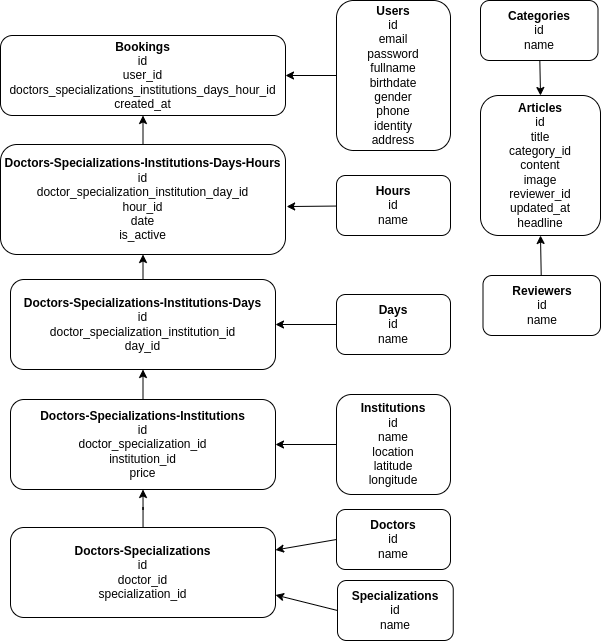 Users
id
email
password
fullname
birthdate
gender
phone
identity
address
Categories
id
name
Bookings
id
user_id
doctors_specializations_institutions_days_hour_id
created_at
Articles
id
title
category_id
content
image
reviewer_id
updated_at
headline
Doctors-Specializations-Institutions-Days-Hours
id
doctor_specialization_institution_day_id
hour_id
date
is_active
Hours
id
name
Reviewers
id
name
Doctors-Specializations-Institutions-Days
id
doctor_specialization_institution_id
day_id
Days
id
name
Doctors-Specializations-Institutions
id
doctor_specialization_id
institution_id
price
Institutions
id
name
location
latitude
longitude
Doctors
id
name
Doctors-Specializations
id
doctor_id
specialization_id
Specializations
id
name